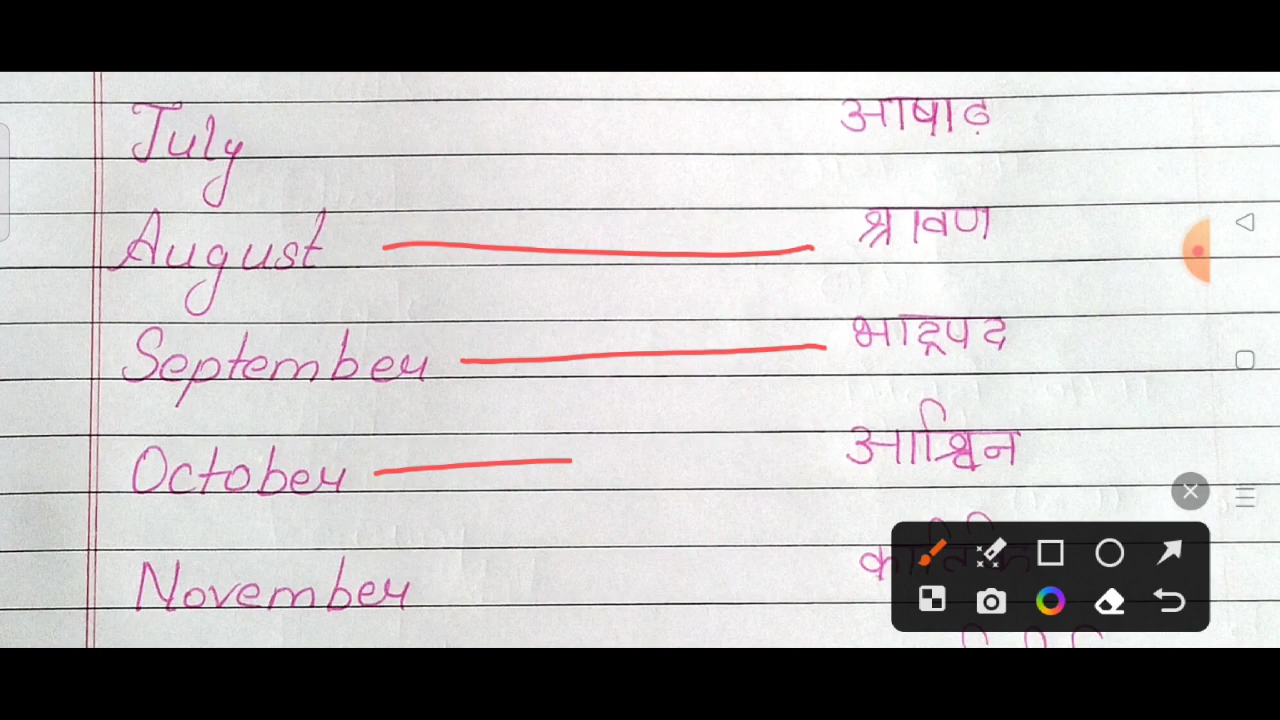 July आषाढ़
August श्रावण
September भाद्रपद
October आश्विन
November कार्तिक